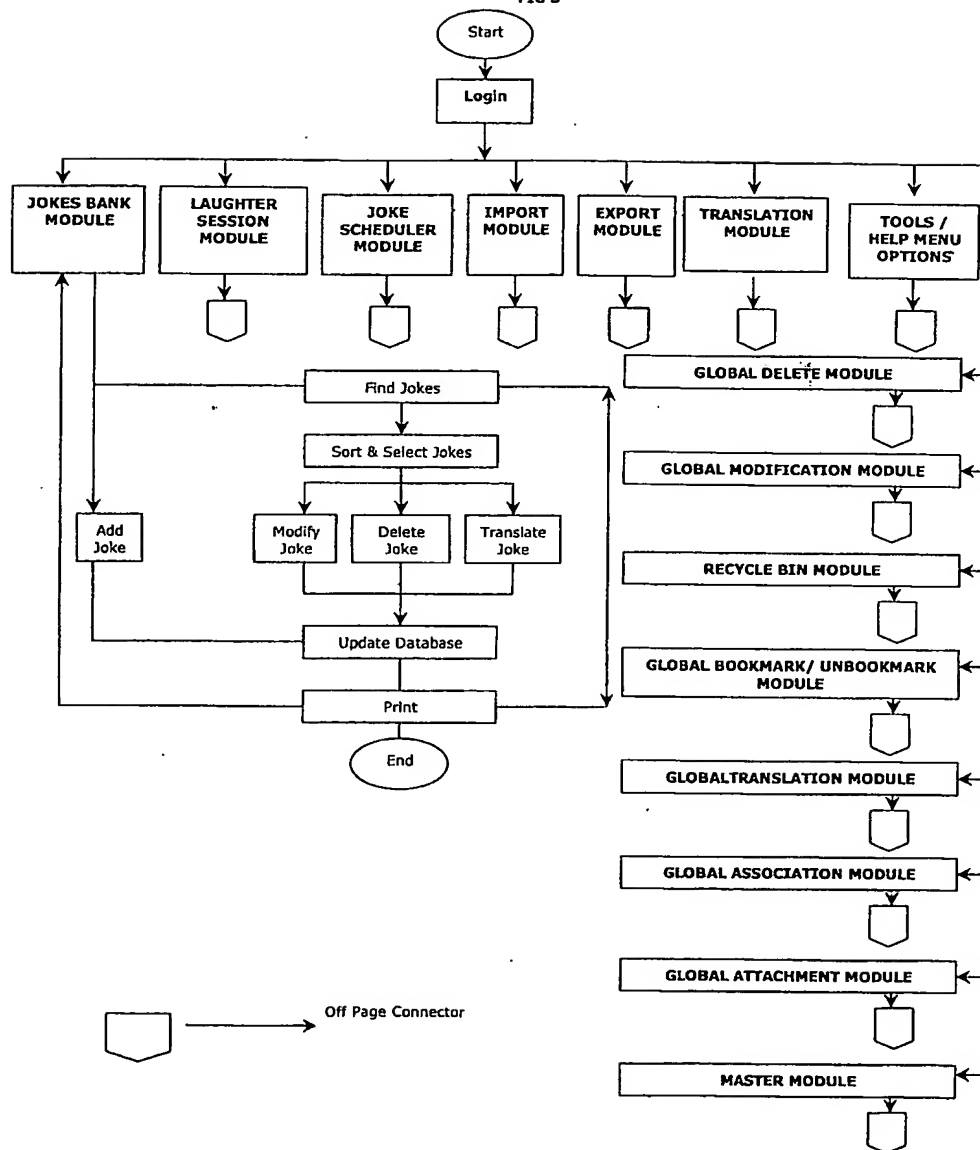 Start
Login
JOKES BANK
MODULE
LAUGHTER
SESSION
MODULE
JOKE
SCHEDULER
MODULE
IMPORT
MODULE
EXPORT
MODULE
TRANSLATION
MODULE
TOOLS /
HELP MENU
OPTIONS
Find Jokes
Sort & Select Jokes
Add
Joke
Modify
Joke
Delete
Joke
Translate
Joke
Update Database
Print
End
GLOBAL DELETE MODULE
GLOBAL MODIFICATION MODULE
RECYCLE BIN MODULE
GLOBAL BOOKMARK/ UNBOOKMARK
MODULE
GLOBALTRANSLATION MODULE
GLOBAL ASSOCIATION MODULE
GLOBAL ATTACHMENT MODULE
MASTER MODULE
Off Page Connector